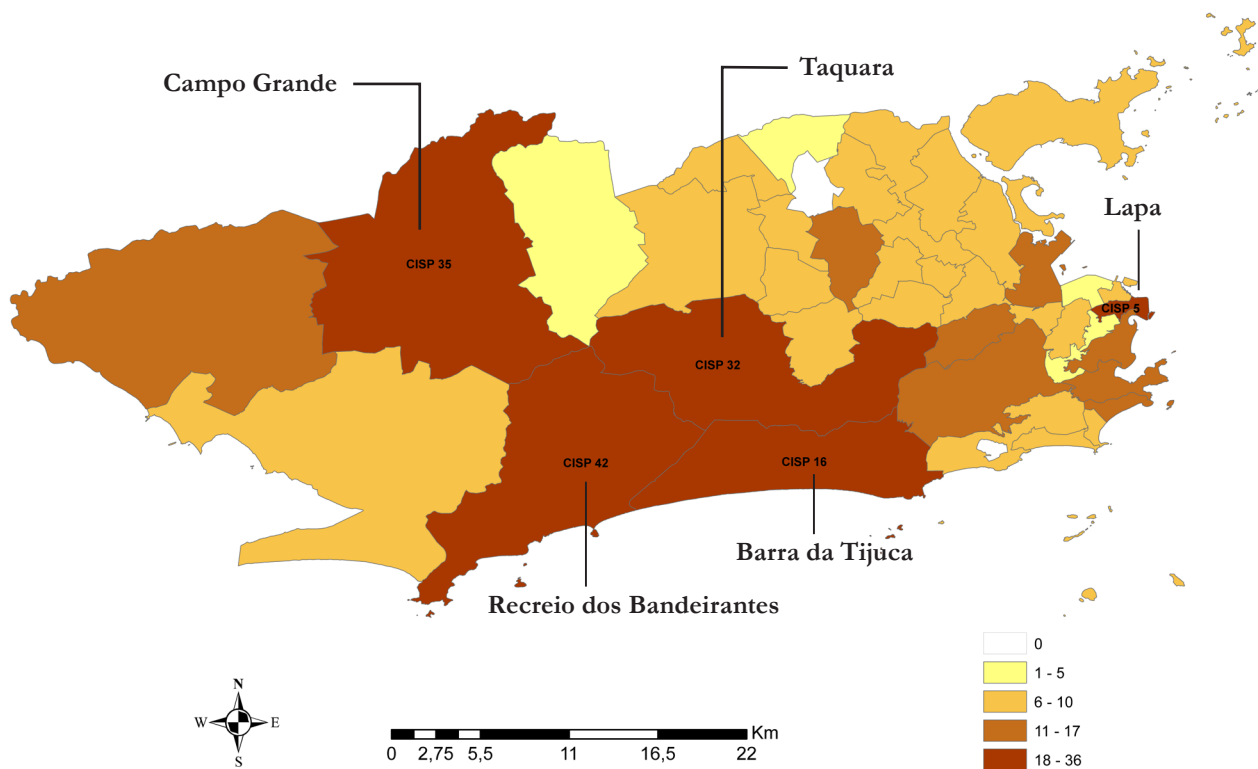 Taquara
Campo Grande
Lapa
CISP 35
CISP 5
CISP 32
CISP 42
CISP 16
Barra da Tijuca
Recreio dos Bandeirantes
0
1 - 5
6 - 10
11 - 17
18 - 36
N
W
E
S
Km
0 2,75 5,5 11 16,5 22